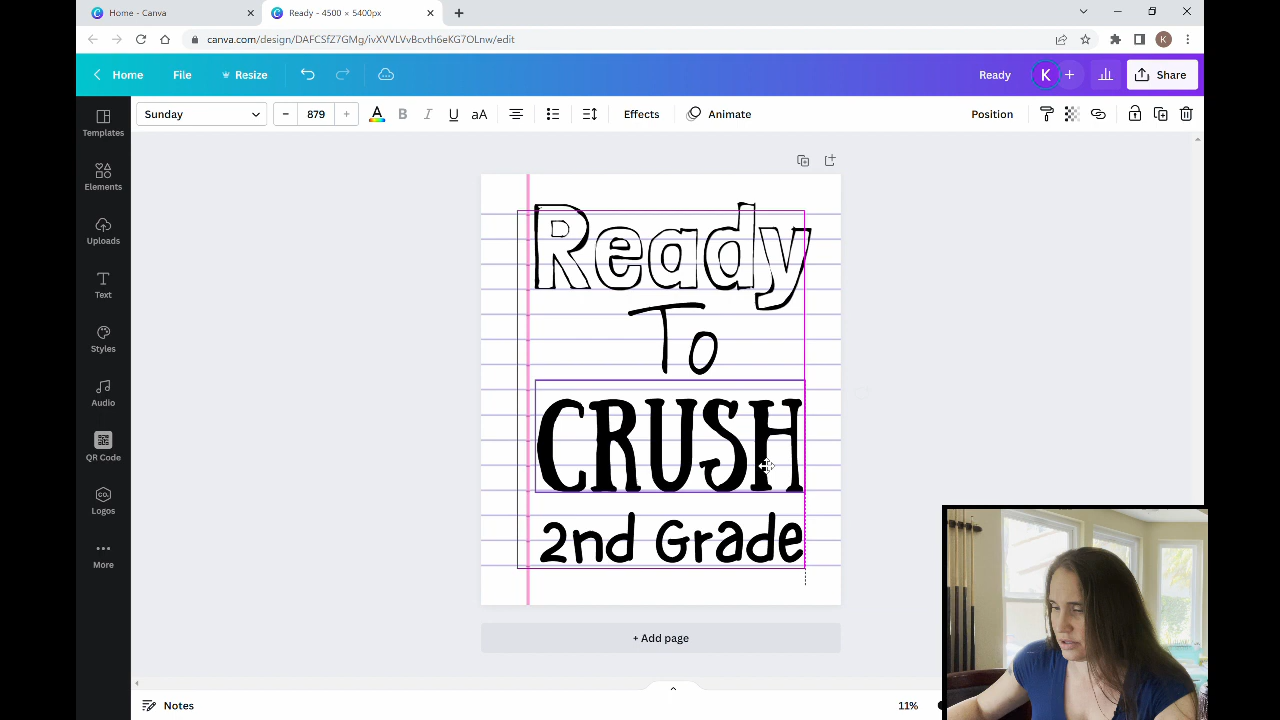 Home - Canva
Ready - 4500 × 5400px
canva.com/design/DAFCSfZ7GMg/ivXVVLVvBcvth6eKG7OLnw/edit
Home
File
Resize
Ready
K
Share
Sunday
879
B
I
U
aA
Effects
Animate
Position
Templates
Elements
Uploads
Text
Styles
Audio
QR Code
Logos
More
Ready
To
CRUSH
2nd Grade
+ Add page
Notes
11%